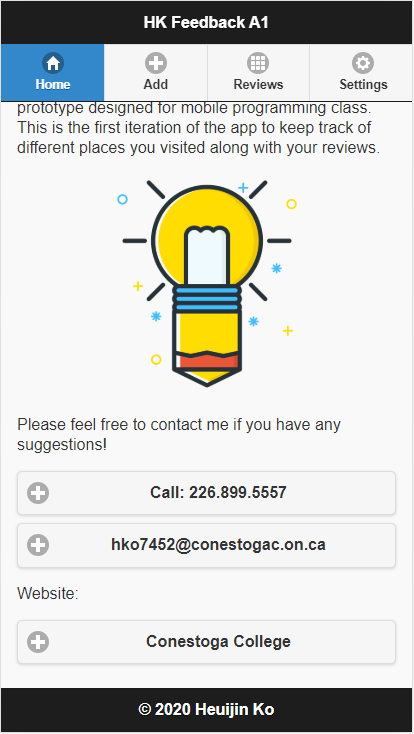 HK Feedback A1
Home
Add
Reviews
Settings
prototype designed for mobile programming class.
This is the first iteration of the app to keep track of
different places you visited along with your reviews.
Please feel free to contact me if you have any
suggestions!
Call: 226.899.5557
hko7452@conestogac.on.ca
Website:
Conestoga College
© 2020 Heuijin Ko